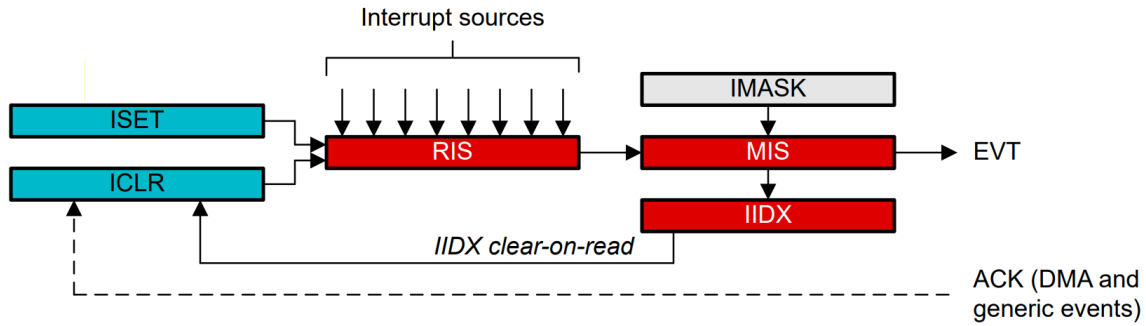 Interrupt sources
IMASK
ISET
RIS
MIS
EVT
ICLR
IIDX
IIDX clear-on-read
ACK (DMA and
generic events)